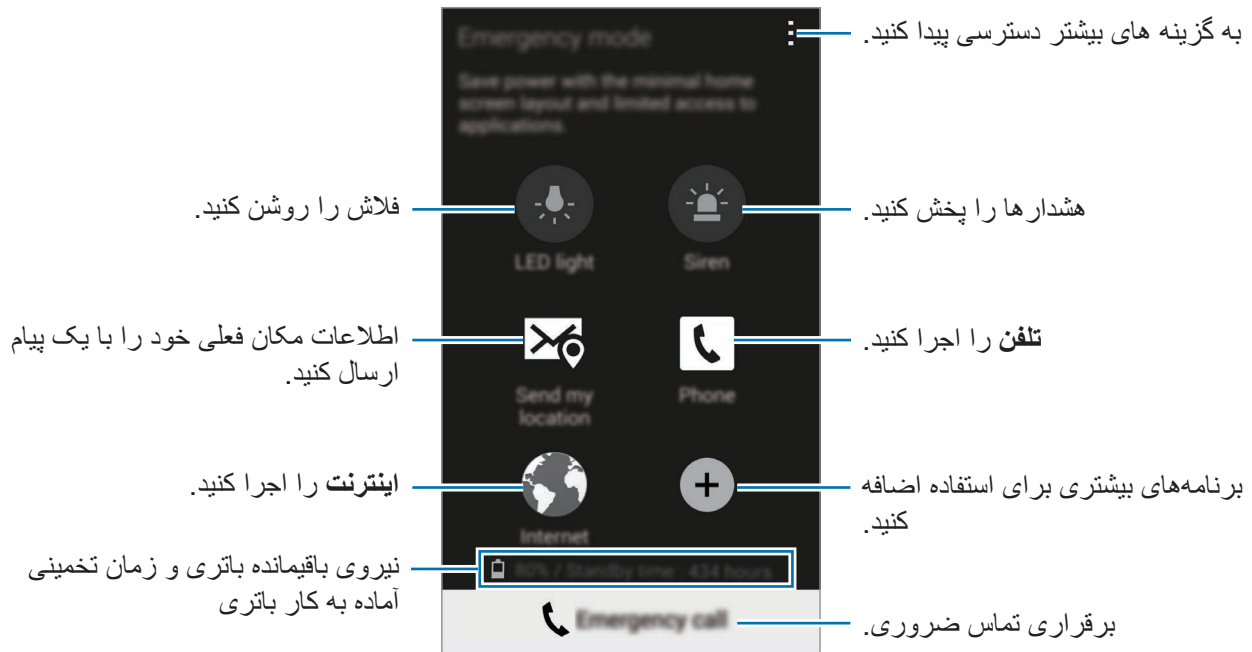 Emergency mode
به گزینه های بیشتر دسترسی پیدا کنید.
Save power with the minimal home
screen layout and limited access to
applications.
فلاش را روشن کنید.
هشدارها را پخش کنید.
LED light
Siren
اطلاعات مکان فعلی خود را با یک پیام
ارسال کنید.
تلفن را اجرا کنید.
Send my
location
Phone
اینترنت را اجرا کنید.
برنامه‌های بیشتری برای استفاده اضافه
کنید.
Internet
نیروی باقیمانده باتری و زمان تخمینی
آماده به کار باتری
80% / Standby time : 434 hours
Emergency call
برقراری تماس ضروری.